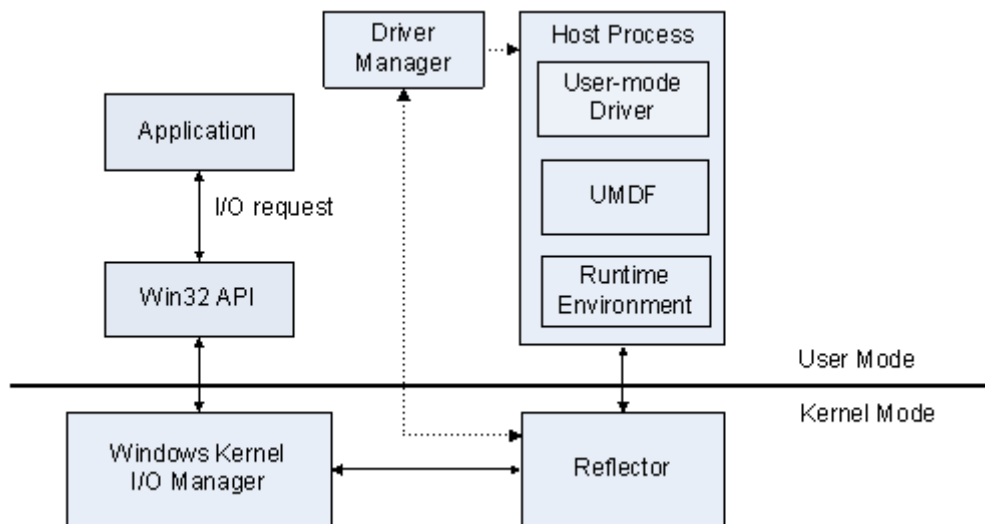 Driver
Manager
Host Process
User-mode
Driver
Application
UMDF
I/O request
Runtime
Environment
Win32 API
User Mode
Kernel Mode
Windows Kernel
I/O Manager
Reflector